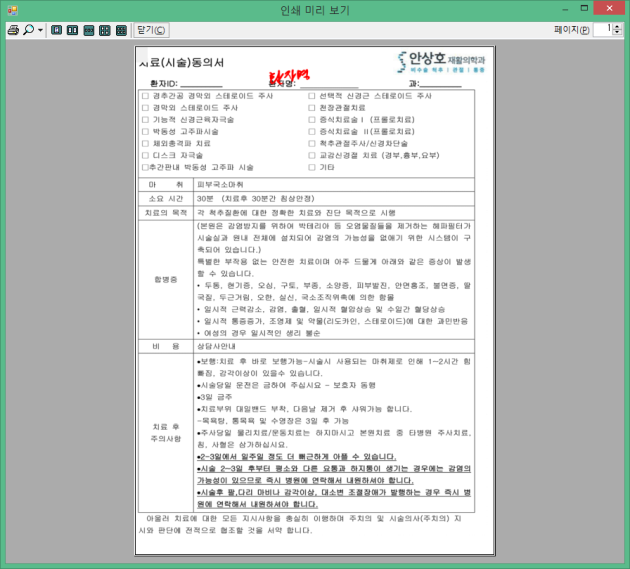 인쇄 미리 보기
닫기(C)
페이지(P) 1
치료(시술)동의서
안상호 재활의학과
비수술 척추 | 관절 | 통증
환자ID:
환자명:
과:
환자명
□ 경추간공 경막외 스테로이드 주사 □ 선택적 신경근 스테로이드 주사
□ 경막외 스테로이드 주사 □ 천장관절치료
□ 기능적 신경근육자극술 □ 증식치료술Ⅰ (프롤로치료)
□ 박동성 고주파시술 □ 증식치료술 Ⅱ(프롤로치료)
□ 체외충격파 치료 □ 척추관절주사/신경차단술
□ 디스크 자극술 □ 교감신경절 치료 (경부,흉부,요부)
□추간판내 박동성 고주파 시술 □ 기타
마 취 피부국소마취
소요 시간 30분 (치료후 30분간 침상안정)
치료의 목적 각 척추질환에 대한 정확한 치료와 진단 목적으로 시행
합병증
(본원은 감염방지를 위하여 박테리아 등 오염물질들을 제거하는 헤파필터가
시술실과 원내 전체에 설치되어 감염의 가능성을 없애기 위한 시스템이 구
축되어 있습니다.)
특별한 부작용 없는 안전한 치료이며 아주 드물게 아래와 같은 증상이 발생
할 수 있습니다.
• 두통, 현기증, 오심, 구토, 부종, 소양증, 피부발진, 안면홍조, 불면증, 딸
국질, 두근거림, 오한, 실신, 국소조직위축에 의한 함몰
• 일시적 근력감소, 감염, 출혈, 일시적 혈압상승 및 수일간 혈당상승
• 일시적 통증증가, 조영제 및 약물(리도카인, 스테로이드)에 대한 과민반응
• 여성의 경우 일시적인 생리 불순
비 용 상담사안내
치료 후
주의사항
●보행:치료 후 바로 보행가능-시술시 사용되는 마취제로 인해 1-2시간 힘
빠짐, 감각이상이 있을수 있습니다.
●시술당일 운전은 금하여 주십시요 - 보호자 동행
●3일 금주
●치료부위 대일밴드 부착, 다음날 제거 후 샤워가능 합니다.
-목욕탕, 통목욕 및 수영장은 3일 후 가능
●주사당일 물리치료/운동치료는 하지마시고 본원치료 중 타병원 주사치료,
침, 사혈은 삼가하십시요.
●2-3일에서 일주일 정도 더 뻐근하게 아플 수 있습니다.
●시술 2-3일 후부터 평소와 다른 요통과 하지통이 생기는 경우에는 감염의
가능성이 있으므로 즉시 병원에 연락해서 내원하셔야 합니다.
●시술후 팔,다리 마비나 감각이상, 대소변 조절장애가 발행하는 경우 즉시 병
원에 연락해서 내원하셔야 합니다.
아울러 치료에 대한 모든 지시사항을 충실히 이행하며 주치의 및 시술의사(주치의) 지
시와 판단에 전적으로 협조할 것을 서약 합니다.